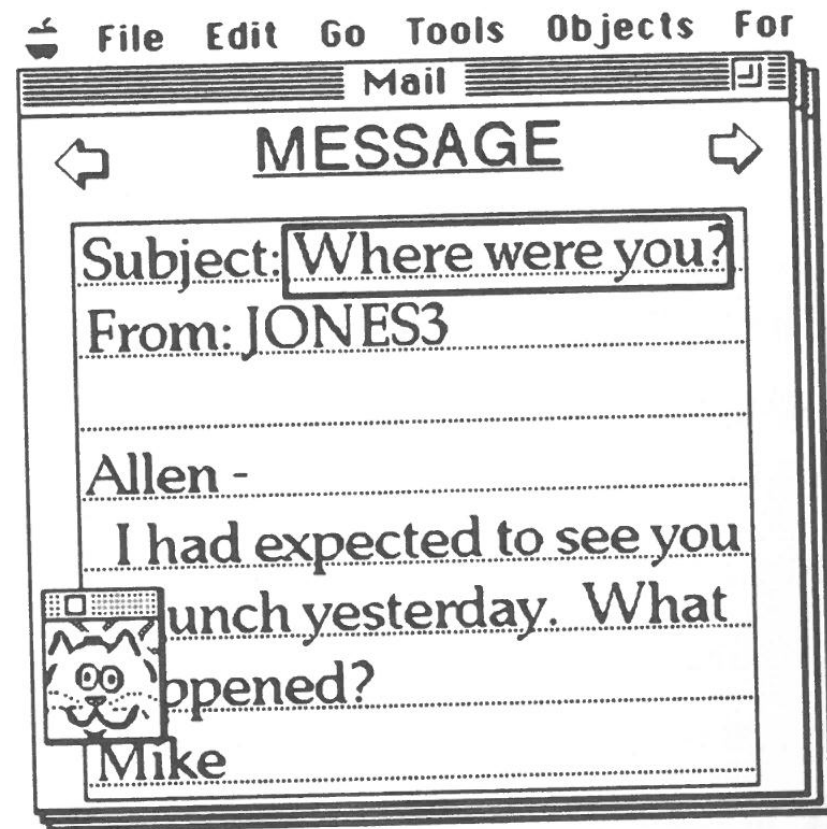 File Edit Go Tools Objects For
Mail
MESSAGE
Subject: Where were you?
From: JONES3
Allen -
I had expected to see you
unch yesterday. What
ppened?
Mike